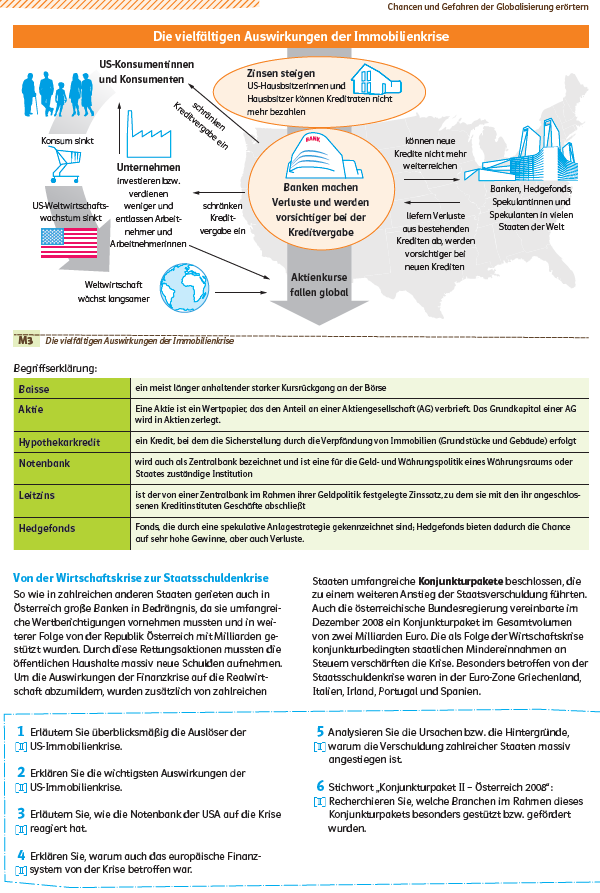 Chancen und Gefahren der Globalisierung erörtern
Die vielfältigen Auswirkungen der Immobilienkrise
US-Konsumentinnen
und Konsumenten
Zinsen steigen
US-Hausbsitzerinnen und
Hausbsitzer können Kreditraten nicht
mehr bezahlen
schränken
Kreditvergabe ein
Konsum sinkt
US-Weltwirtschafts-
wachstum sinkt
Unternehmen
investieren bzw.
verdienen
weniger und
entlassen Arbeit-
nehmer und
Arbeitnehmerinnen
schränken
Kredit-
vergabe ein
BANK
Banken machen
Verluste und werden
vorsichtiger bei der
Kreditvergabe
können neue
Kredite nicht mehr
weiterreichen
liefern Verluste
aus bestehenden
Krediten ab, werden
vorsichtiger bei
neuen Krediten
Banken, Hedgefonds,
Spekulantinnen und
Spekulanten in vielen
Staaten der Welt
Weltwirtschaft
wächst langsamer
Aktienkurse
fallen global
M3 Die vielfältigen Auswirkungen der Immobilienkrise
Begriffserklärung:
Baisse ein meist länger anhaltender starker Kursrückgang an der Börse
Aktie Eine Aktie ist ein Wertpapier, das den Anteil an einer Aktiengesellschaft (AG) verbrieft. Das Grundkapital einer AG
wird in Aktien zerlegt.
Hypothekarkredit ein Kredit, bei dem die Sicherstellung durch die Verpfändung von Immobilien (Grundstücke und Gebäude) erfolgt
Notenbank wird auch als Zentralbank bezeichnet und ist eine für die Geld- und Währungspolitik eines Währungsraums oder
Staates zuständige Institution
Leitzins ist der von einer Zentralbank im Rahmen ihrer Geldpolitik festgelegte Zinssatz, zu dem sie mit den ihr angeschlos-
senen Kreditinstituten Geschäfte abschließt
Hedgefonds Fonds, die durch eine spekulative Anlagestrategie gekennzeichnet sind; Hedgefonds bieten dadurch die Chance
auf sehr hohe Gewinne, aber auch Verluste.
Von der Wirtschaftskrise zur Staatsschuldenkrise
So wie in zahlreichen anderen Staaten gerieten auch in
Österreich große Banken in Bedrängnis, da sie umfangrei-
che Wertberichtigungen vornehmen mussten und in wei-
terer Folge von der Republik Österreich mit Milliarden ge-
stützt wurden. Durch diese Rettungsaktionen mussten die
öffentlichen Haushalte massiv neue Schulden aufnehmen.
Um die Auswirkungen der Finanzkrise auf die Realwirt-
schaft abzumildern, wurden zusätzlich von zahlreichen
Staaten umfangreiche Konjunkturpakete beschlossen, die
zu einem weiteren Anstieg der Staatsverschuldung führten.
Auch die österreichische Bundesregierung vereinbarte im
Dezember 2008 ein Konjunkturpaket im Gesamtvolumen
von zwei Milliarden Euro. Die als Folge der Wirtschaftskrise
konjunkturbedingten staatlichen Mindereinnahmen an
Steuern verschärften die Krise. Besonders betroffen von der
Staatsschuldenkrise waren in der Euro-Zone Griechenland,
Italien, Irland, Portugal und Spanien.
1 Erläutern Sie überblicksmäßig die Auslöser der
[I] US-Immobilienkrise.
2 Erklären Sie die wichtigsten Auswirkungen der
[I] US-Immobilienkrise.
3 Erläutern Sie, wie die Notenbank der USA auf die Krise
[I] reagiert hat.
4 Erklären Sie, warum auch das europäische Finanz-
[I] system von der Krise betroffen war.
5 Analysieren Sie die Ursachen bzw. die Hintergründe,
[I] warum die Verschuldung zahlreicher Staaten massiv
angestiegen ist.
6 Stichwort „Konjunkturpaket II – Österreich 2008“:
[I] Recherchieren Sie, welche Branchen im Rahmen dieses
Konjunkturpakets besonders gestützt bzw. gefördert
wurden.